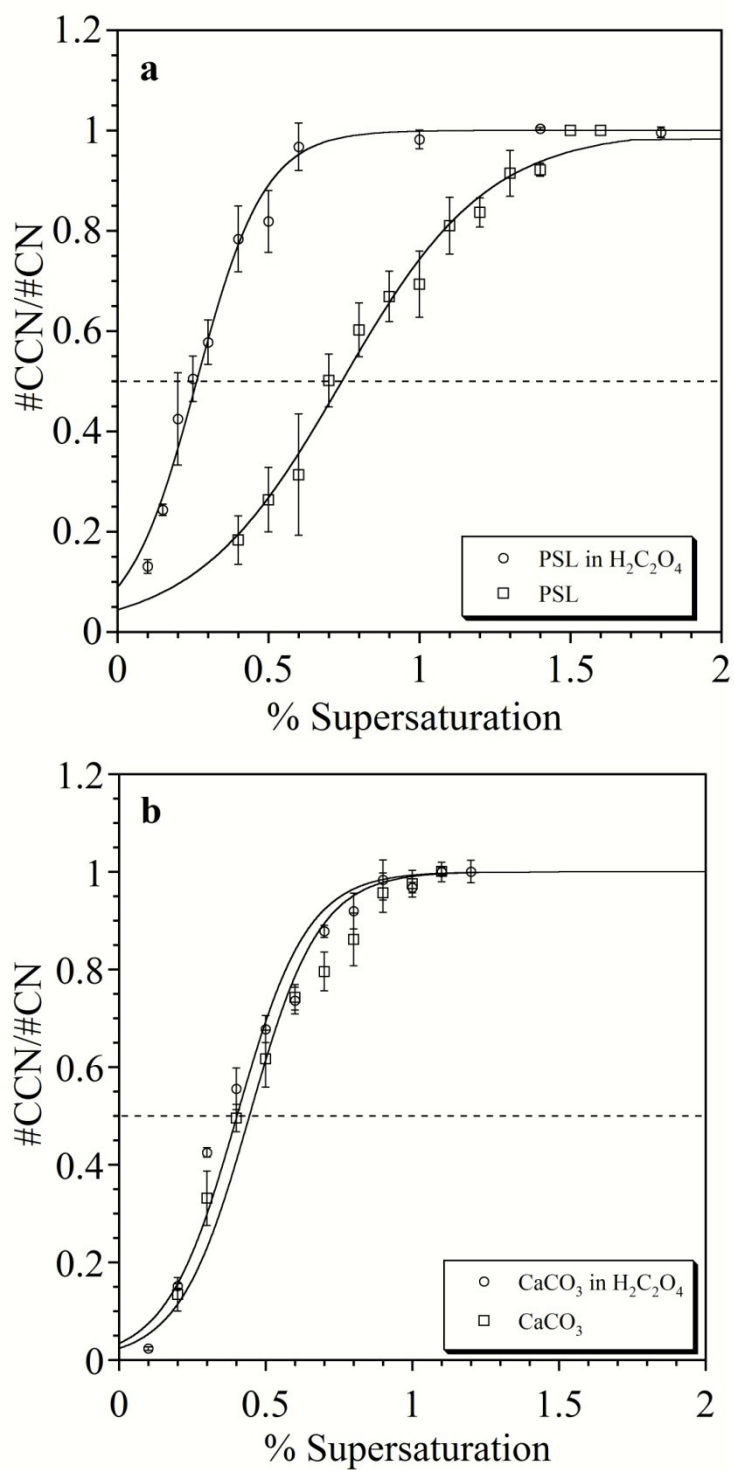 1.2
a
1
0.8
#CCN/#CN
0.6
0.4
0.2
PSL in H₂C₂O₄
PSL
0
0 0.5 1 1.5 2
% Supersaturation
1.2
b
1
0.8
#CCN/#CN
0.6
0.4
0.2
CaCO₃ in H₂C₂O₄
CaCO₃
0
0 0.5 1 1.5 2
% Supersaturation